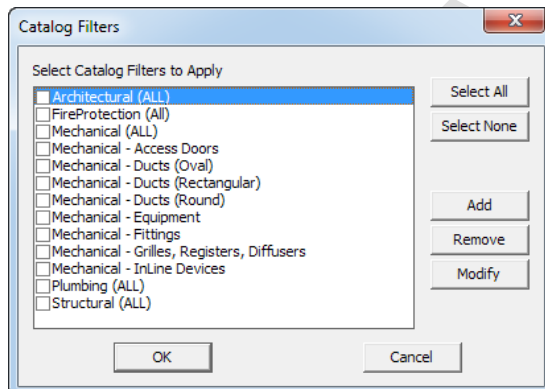 Catalog Filters
Select Catalog Filters to Apply
Architectural (ALL)
FireProtection (All)
Mechanical (ALL)
Mechanical - Access Doors
Mechanical - Ducts (Oval)
Mechanical - Ducts (Rectangular)
Mechanical - Ducts (Round)
Mechanical - Equipment
Mechanical - Fittings
Mechanical - Grilles, Registers, Diffusers
Mechanical - InLine Devices
Plumbing (ALL)
Structural (ALL)
Select All
Select None
Add
Remove
Modify
OK
Cancel